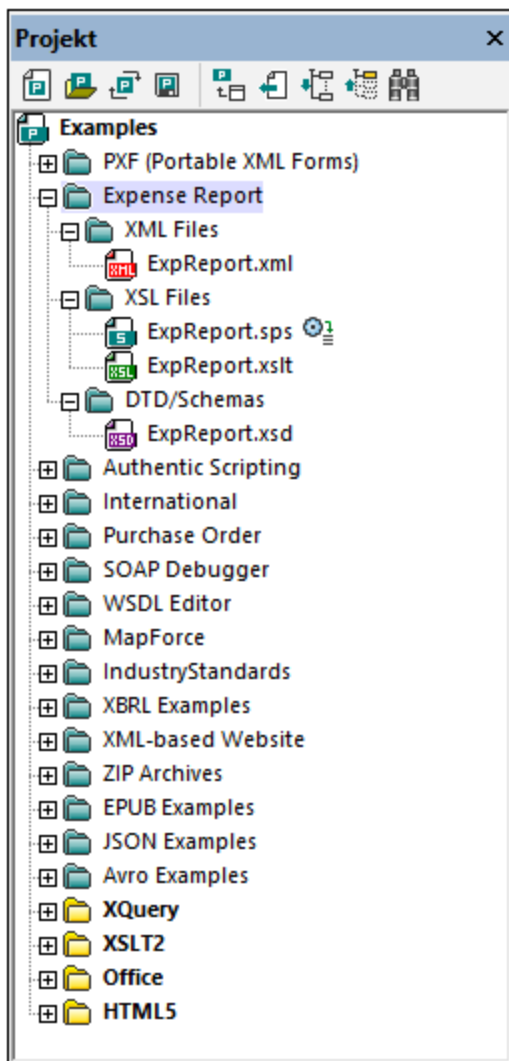 Projekt
Examples
PXF (Portable XML Forms)
Expense Report
XML Files
ExpReport.xml
XSL Files
ExpReport.sps
ExpReport.xslt
DTD/Schemas
ExpReport.xsd
Authentic Scripting
International
Purchase Order
SOAP Debugger
WSDL Editor
MapForce
IndustryStandards
XBRL Examples
XML-based Website
ZIP Archives
EPUB Examples
JSON Examples
Avro Examples
XQuery
XSLT2
Office
HTML5